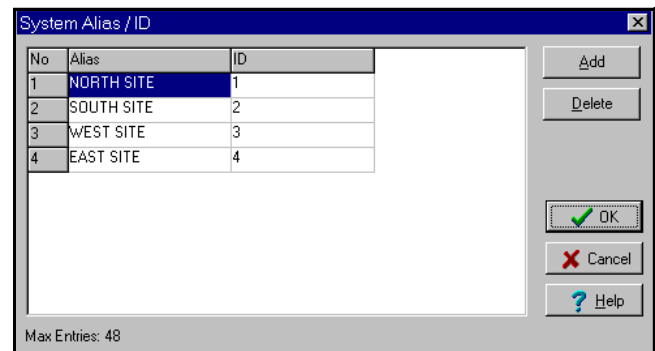 System Alias / ID
No Alias ID
1 NORTH SITE 1
2 SOUTH SITE 2
3 WEST SITE 3
4 EAST SITE 4
Add
Delete
OK
Cancel
Help
Max Entries: 48